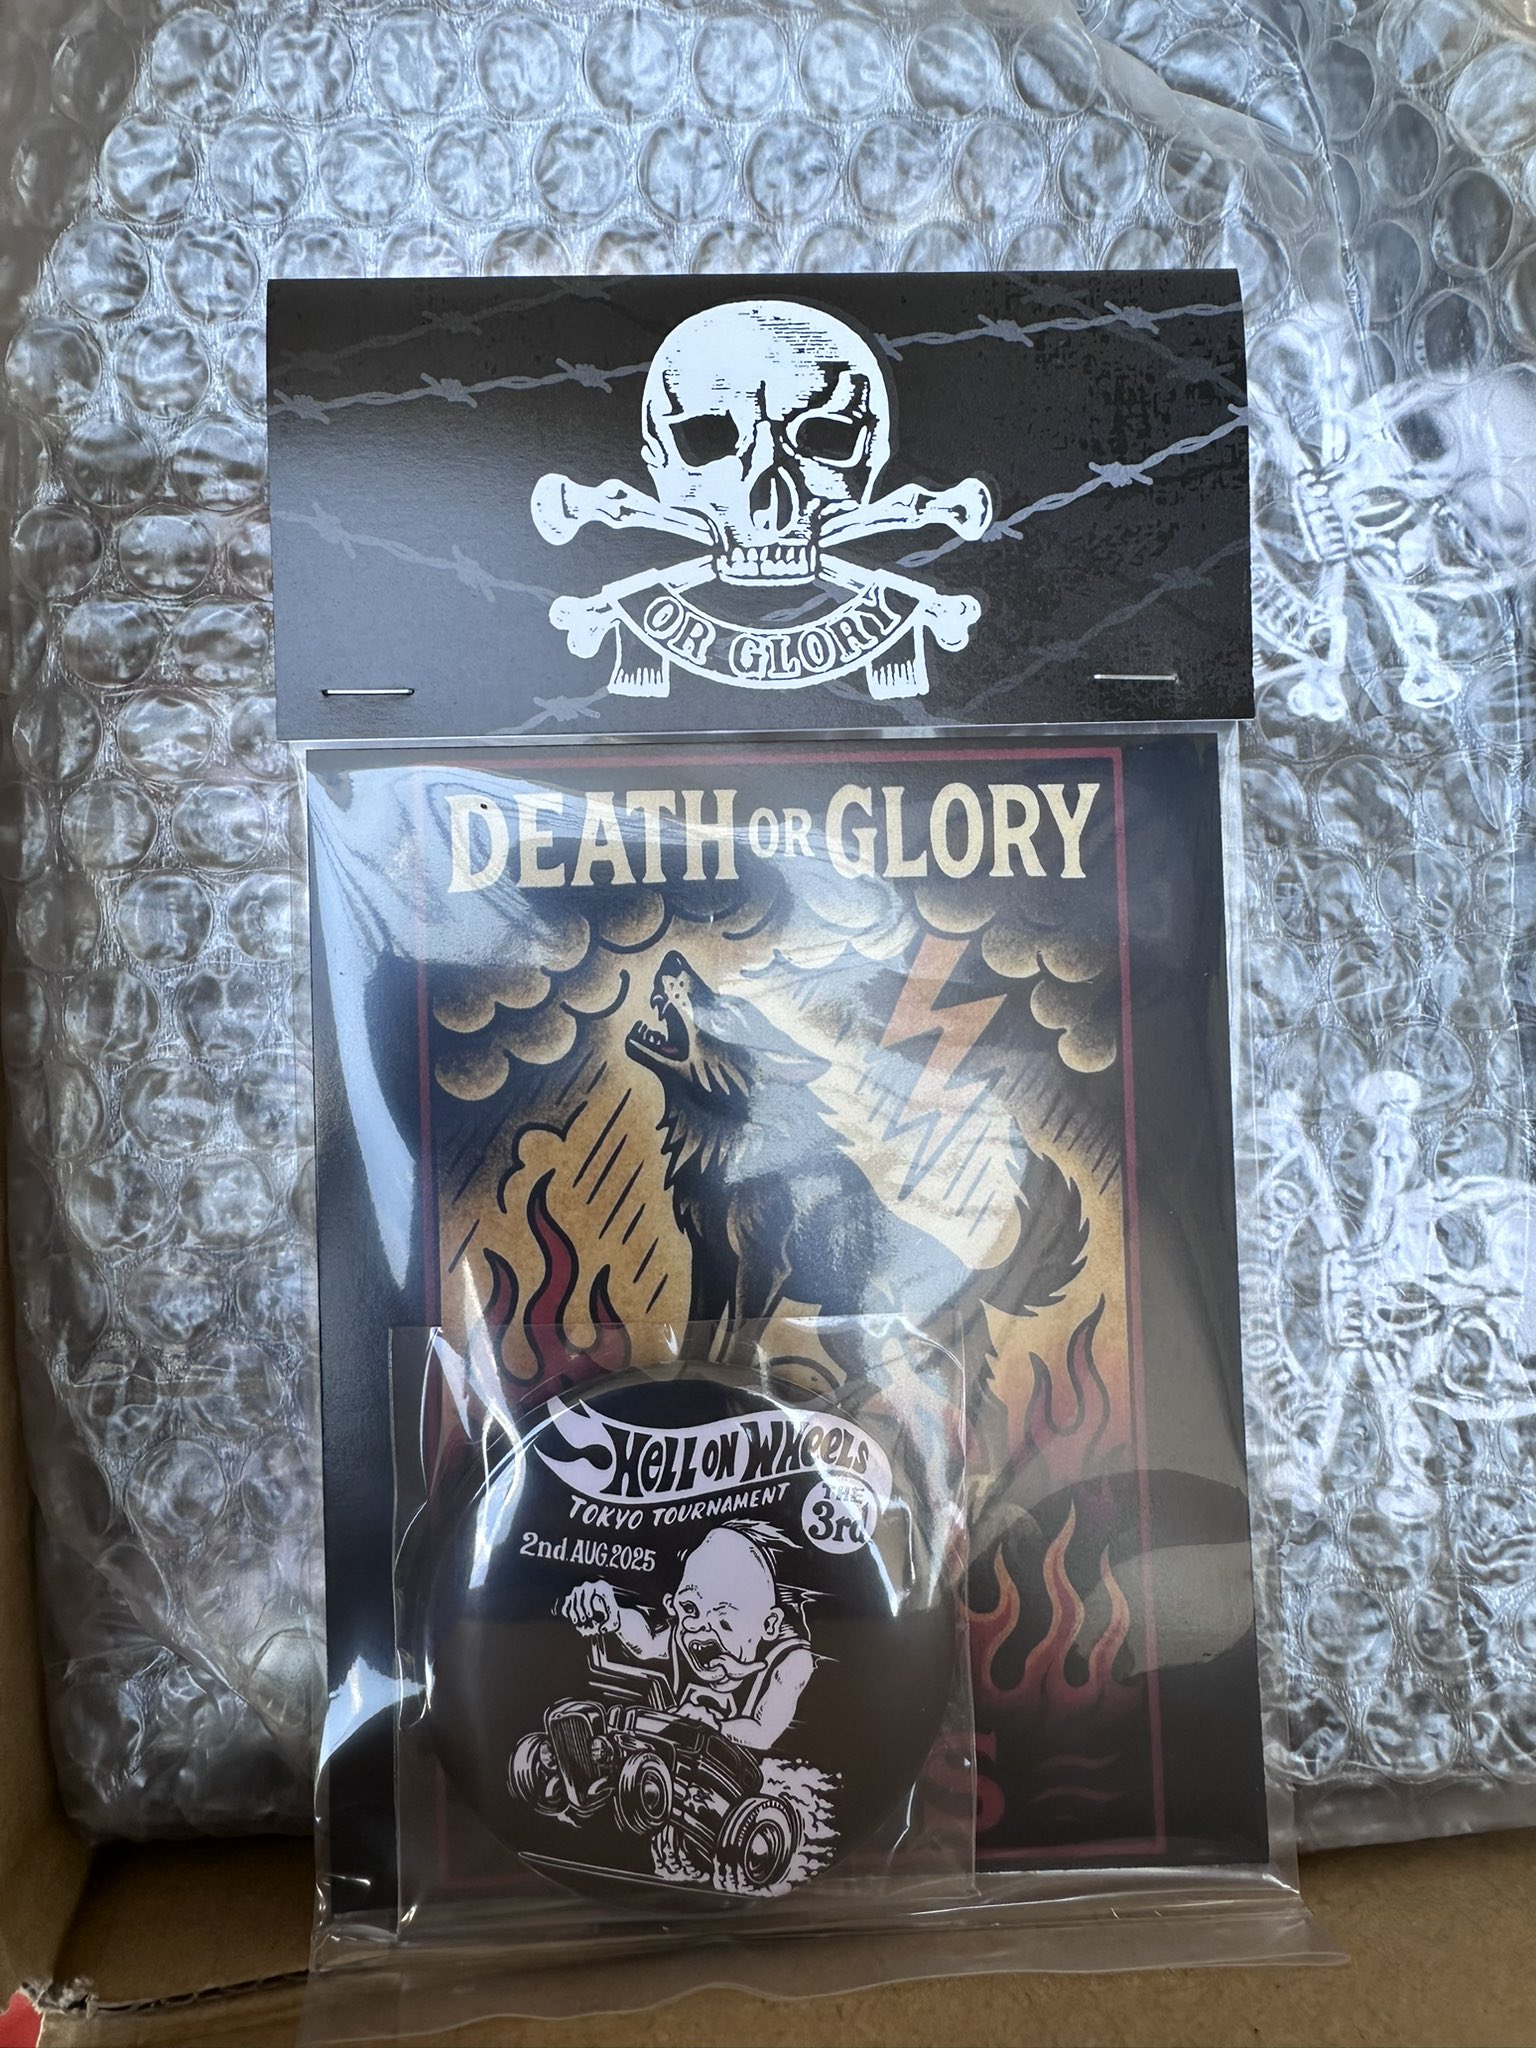 OR GLORY
DEATH OR GLORY
HELL ON WHEELS
TOKYO TOURNAMENT
THE
3rd
2nd.AUG.2025
S